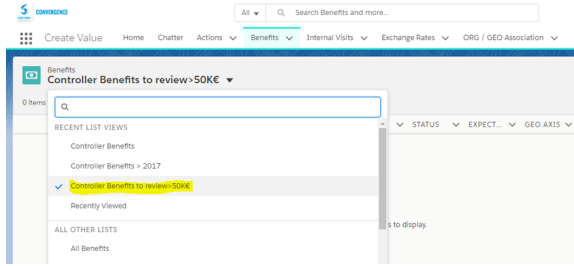 CONVERGENCE
All Search Benefits and more...
Create Value Home Chatter Actions Benefits Internal Visits Exchange Rates ORG / GEO Association
Benefits
Controller Benefits to review>50K€
0 items
RECENT LIST VIEWS
STATUS EXPECT... GEO AXIS
Controller Benefits
Controller Benefits > 2017
Controller Benefits to review>50K€
Recently Viewed
s to display.
ALL OTHER LISTS
All Benefits